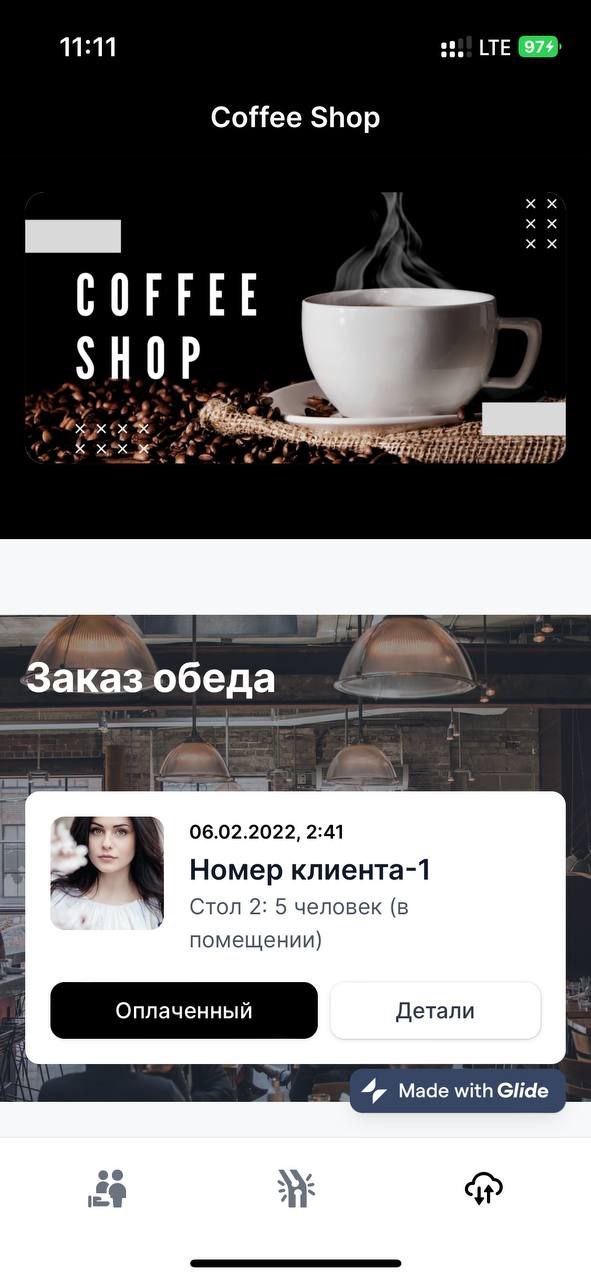 11:11
LTE 97
Coffee Shop
COFFEE
SHOP
Заказ обеда
06.02.2022, 2:41
Номер клиента-1
Стол 2: 5 человек (в
помещении)
Оплаченный
Детали
Made with Glide